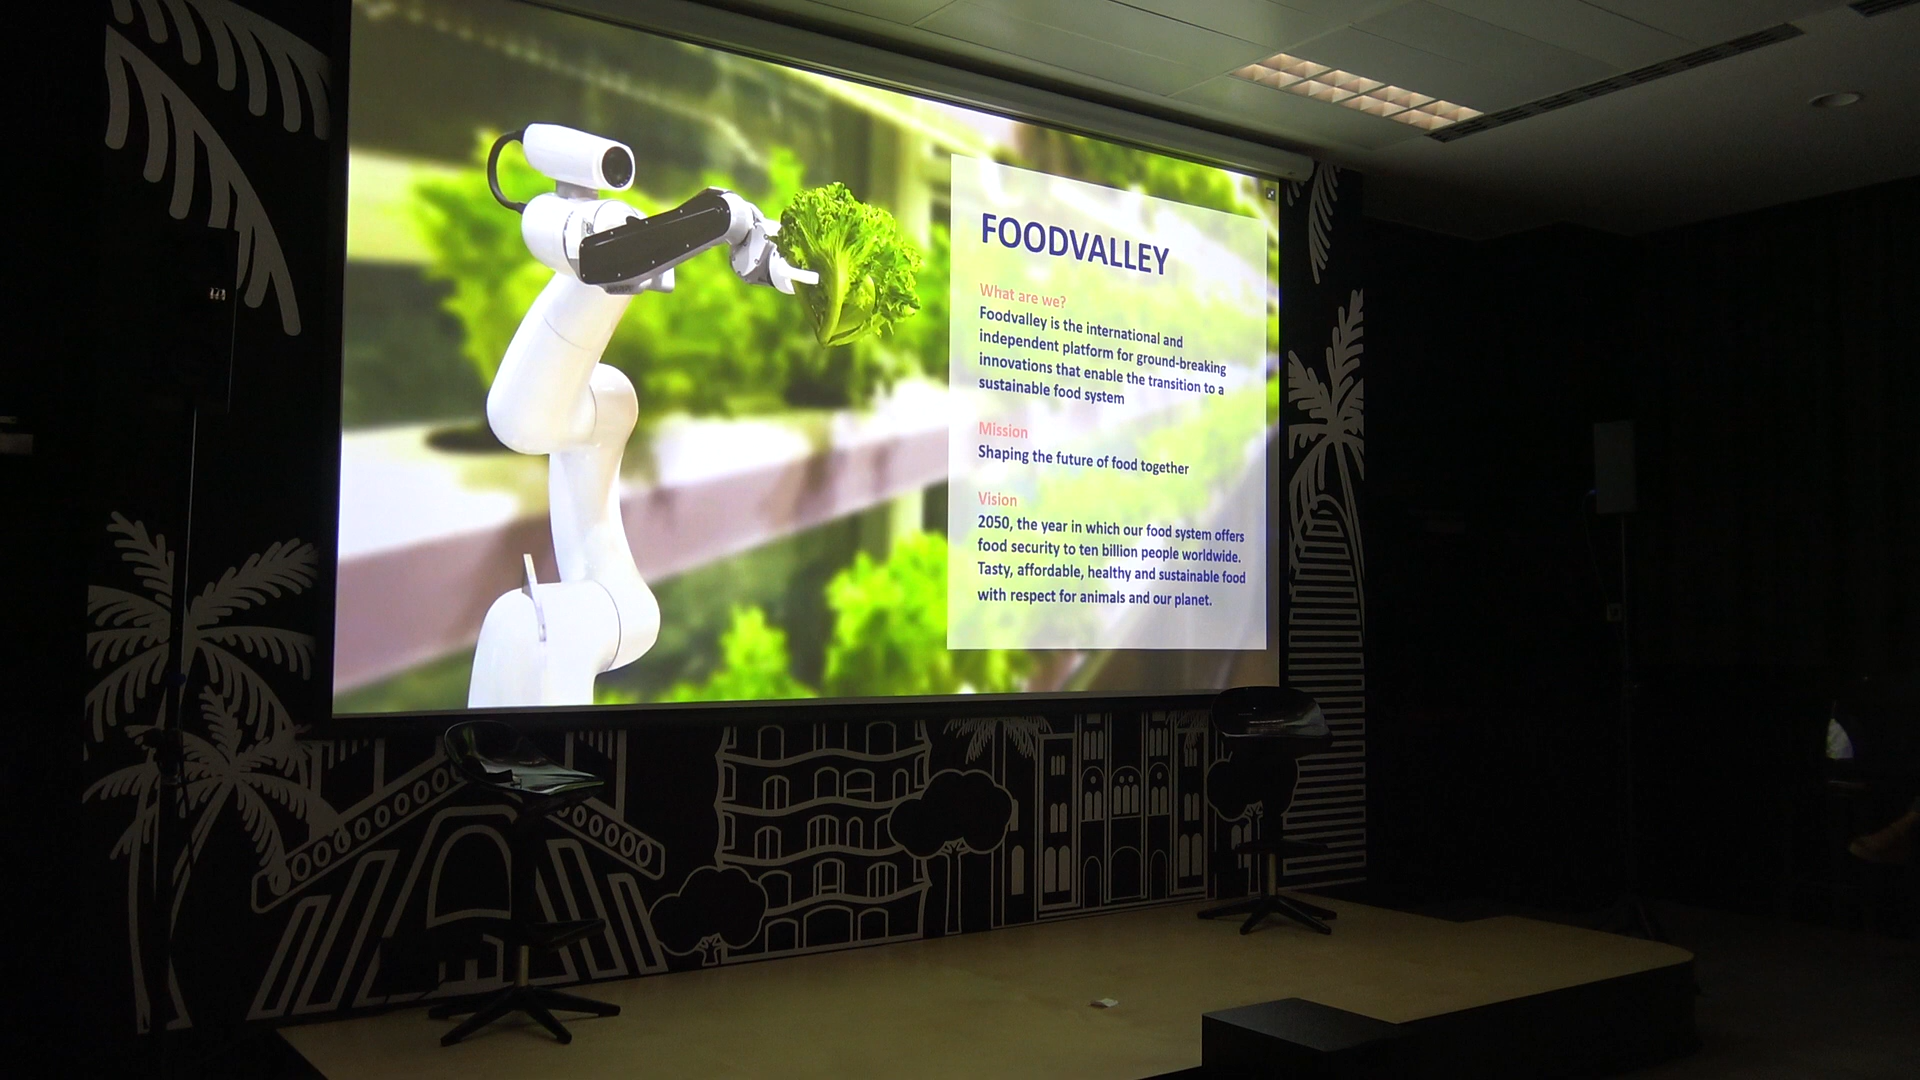 FOODVALLEY
What are we?
Foodvalley is the international and
independent platform for ground-breaking
innovations that enable the transition to a
sustainable food system
Mission
Shaping the future of food together
Vision
2050, the year in which our food system offers
food security to ten billion people worldwide.
Tasty, affordable, healthy and sustainable food
with respect for animals and our planet.